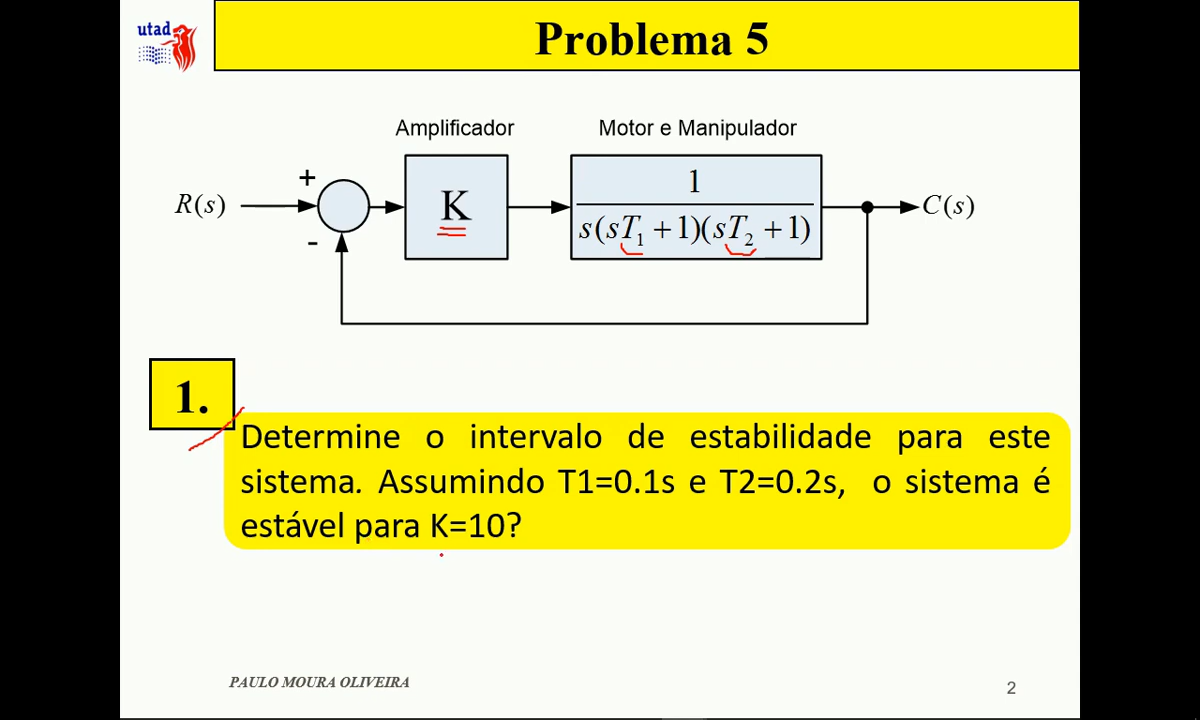 utad
Problema 5
Amplificador
Motor e Manipulador
R(s)
+
-
K
1
s(sT₁ +1)(sT₂ +1)
C(s)
1.
Determine o intervalo de estabilidade para este
sistema. Assumindo T1=0.1s e T2=0.2s, o sistema é
estável para K=10?
PAULO MOURA OLIVEIRA
2